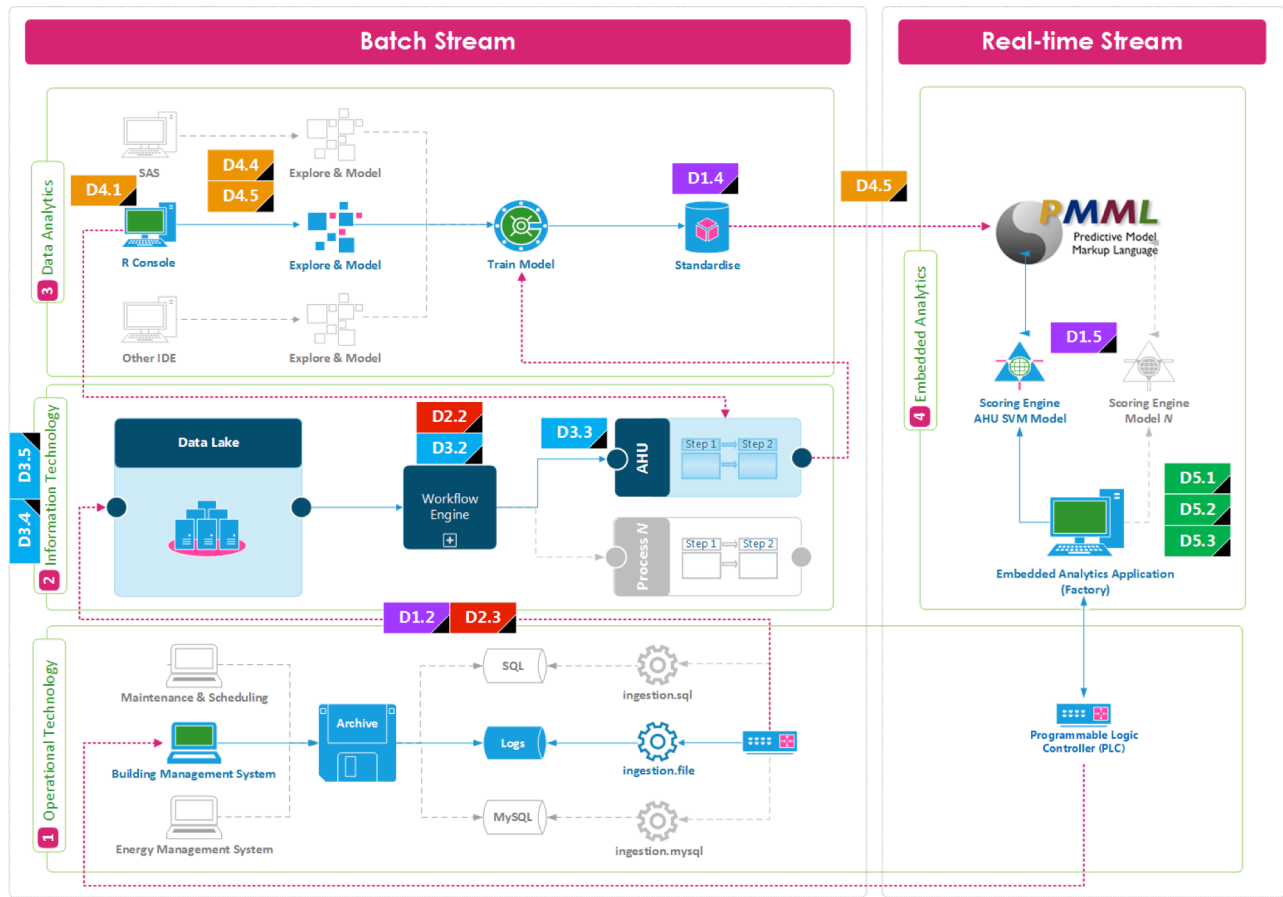 Batch Stream
Real-time Stream
3 Data Analytics
SAS
Explore & Model
D4.1
D4.4
D4.5
R Console
Explore & Model
Train Model
D1.4
Standardise
Other IDE
Explore & Model
D4.5
PMML
Predictive Model
Markup Language
4 Embedded Analytics
D1.5
Scoring Engine
AHU SVM Model
Scoring Engine
Model N
D5.1
D5.2
D5.3
Embedded Analytics Application
(Factory)
2 Information Technology
D3.5
D3.4
Data Lake
D2.2
D3.2
Workflow
Engine
D3.3
AHU
Step 1
Step 2
Process N
Step 1
Step 2
D1.2
D2.3
1 Operational Technology
Maintenance & Scheduling
Building Management System
Energy Management System
Archive
SQL
Logs
MySQL
ingestion.sql
ingestion.file
ingestion.mysql
Programmable Logic
Controller (PLC)